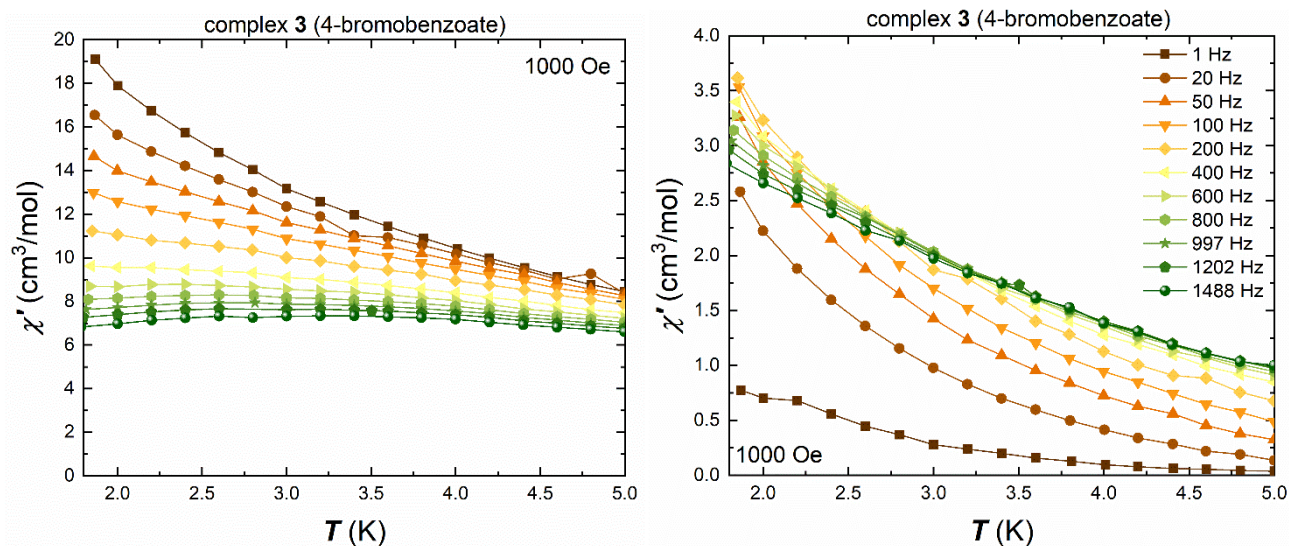 complex 3 (4-bromobenzoate)
1000 Oe
20
18
16
14
12
10
8
6
4
2
0
χ' (cm³/mol)
2.0 2.5 3.0 3.5 4.0 4.5 5.0
T (K)
complex 3 (4-bromobenzoate)
4.0
3.5
3.0
2.5
2.0
1.5
1.0
0.5
0.0
χ' (cm³/mol)
1 Hz
20 Hz
50 Hz
100 Hz
200 Hz
400 Hz
600 Hz
800 Hz
997 Hz
1202 Hz
1488 Hz
1000 Oe
2.0 2.5 3.0 3.5 4.0 4.5 5.0
T (K)